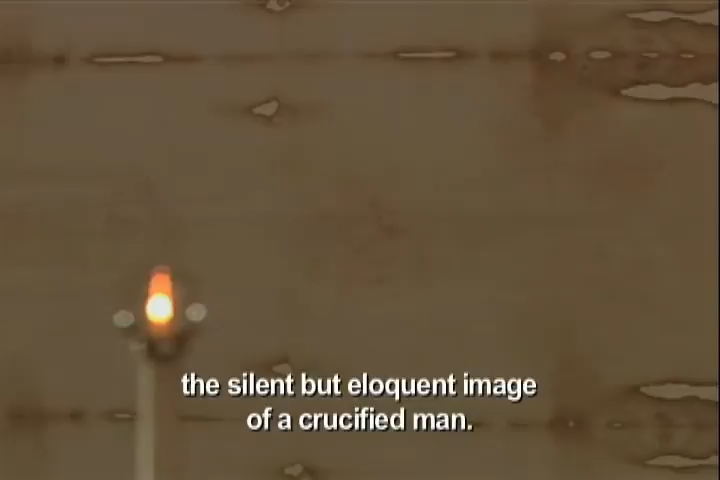 the silent but eloquent image
of a crucified man.